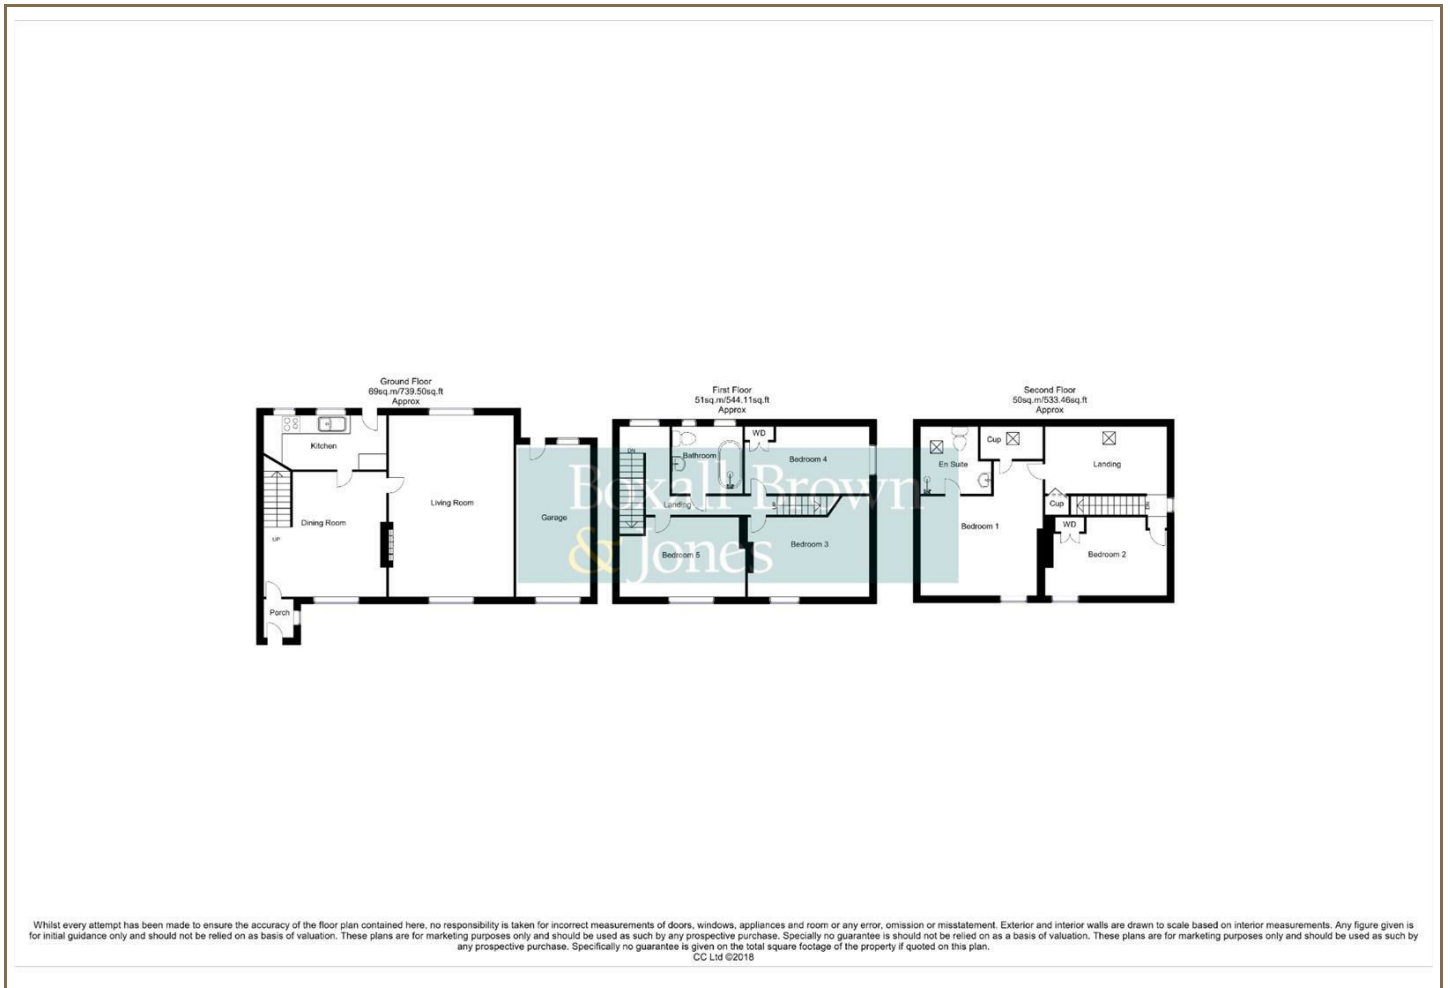 Ground Floor
69sq.m/739.50sq.ft
Approx
Kitchen
Living Room
Dining Room
UP
Garage
Porch
First Floor
51sq.m/544.11sq.ft
Approx
DN
WD
Bathroom
Bedroom 4
Landing
UP
Bedroom 5
Bedroom 3
Second Floor
50sq.m/533.46sq.ft
Approx
Cup
En Suite
Landing
Cup
DN
Bedroom 1
WD
Bedroom 2
Boxall Brown
& Jones
Whilst every attempt has been made to ensure the accuracy of the floor plan contained here, no responsibility is taken for incorrect measurements of doors, windows, appliances and room or any error, omission or misstatement. Exterior and interior walls are drawn to scale based on interior measurements. Any figure given is
for initial guidance only and should not be relied on as basis of valuation. These plans are for marketing purposes only and should be used as such by any prospective purchase. Specially no guarantee is should not be relied on as a basis of valuation. These plans are for marketing purposes only and should be used as such by
any prospective purchase. Specifically no guarantee is given on the total square footage of the property if quoted on this plan.
CC Ltd ©2018